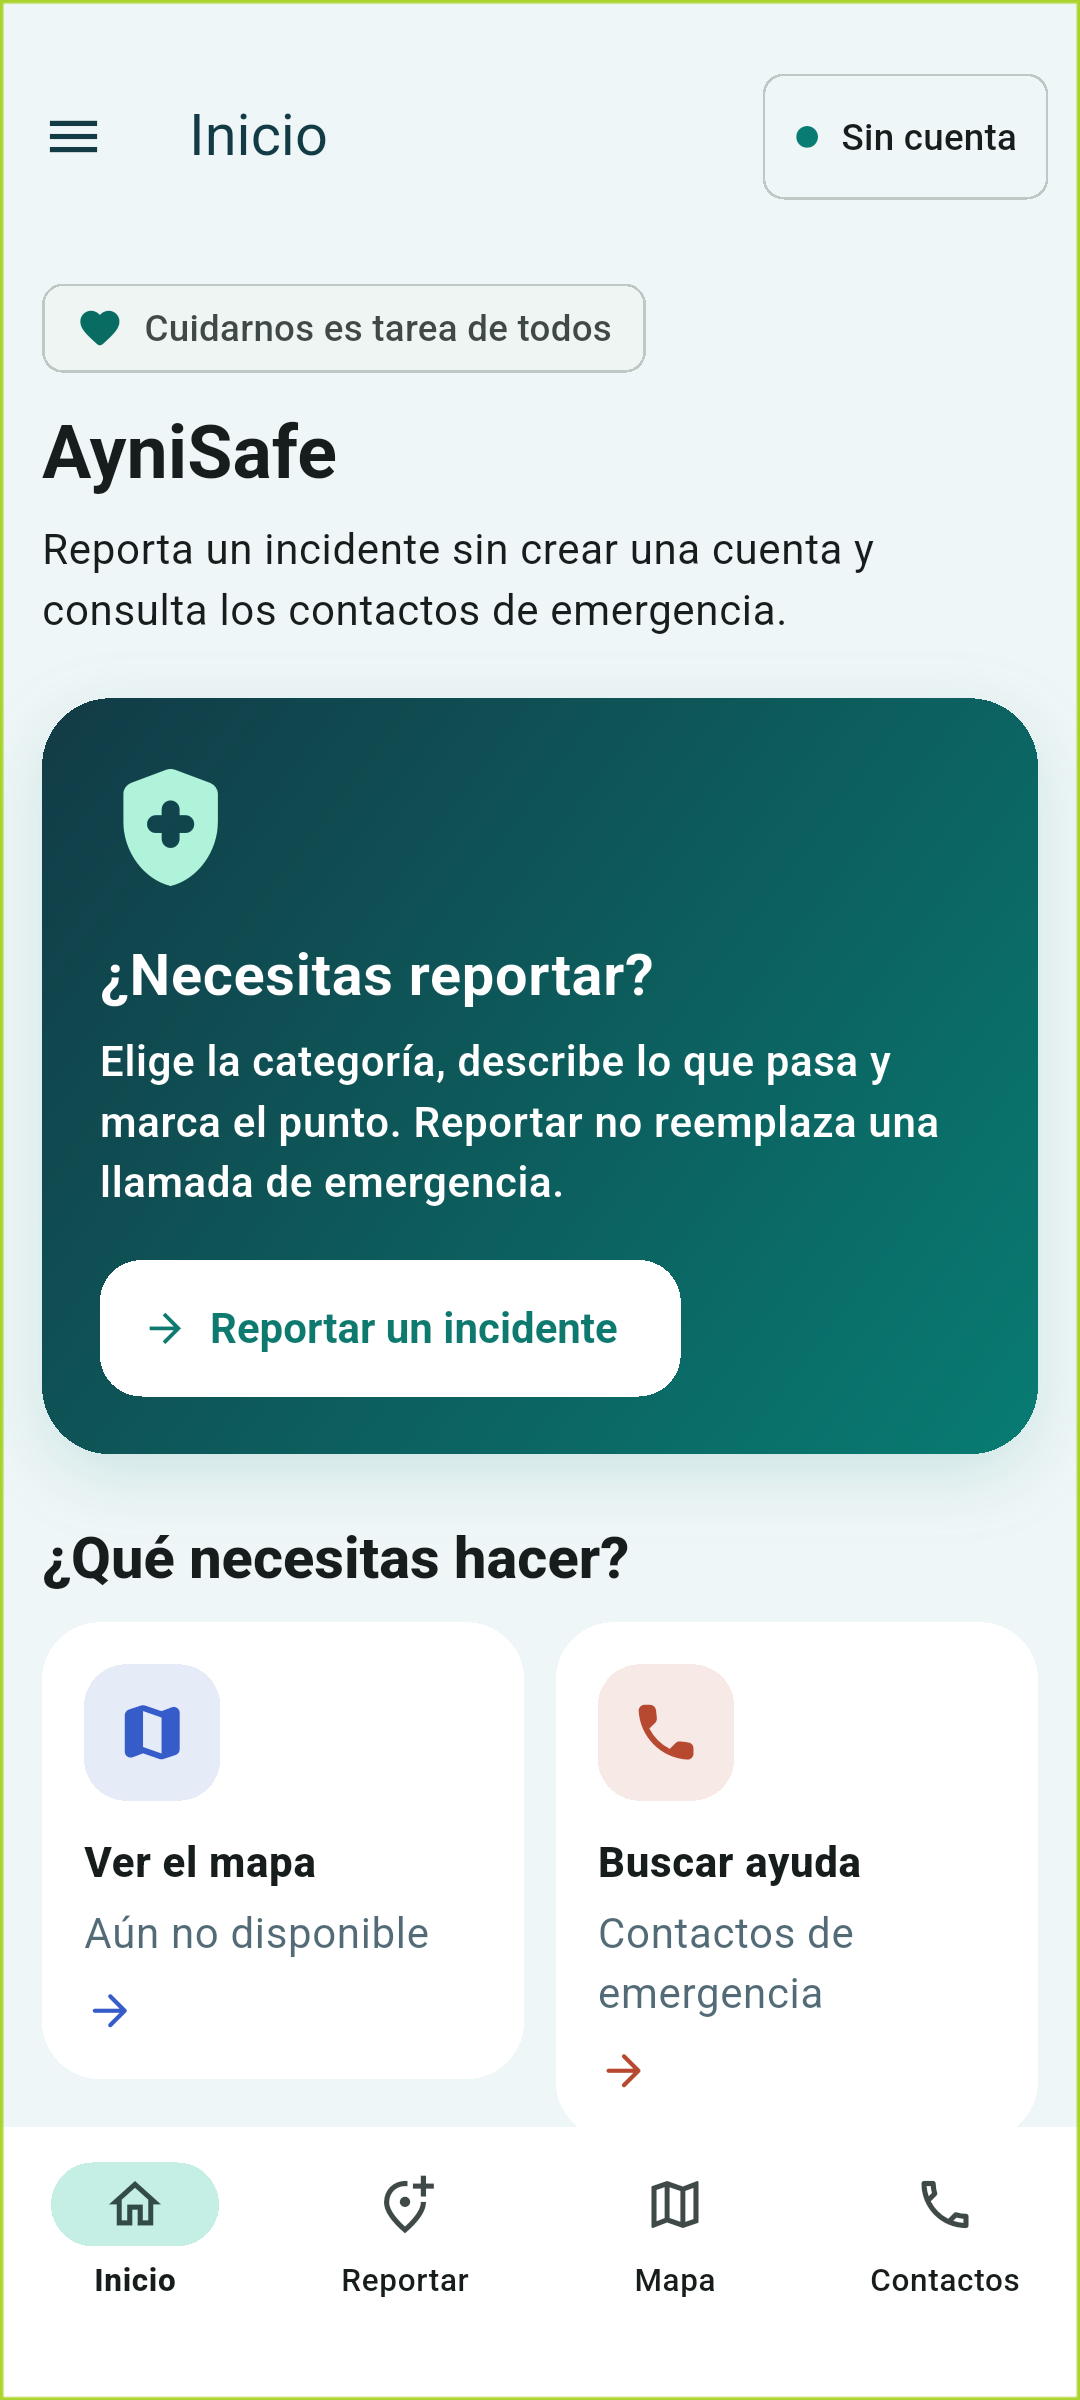 Inicio
Sin cuenta
Cuidarnos es tarea de todos
AyniSafe
Reporta un incidente sin crear una cuenta y
consulta los contactos de emergencia.
¿Necesitas reportar?
Elige la categoría, describe lo que pasa y
marca el punto. Reportar no reemplaza una
llamada de emergencia.
Reportar un incidente
¿Qué necesitas hacer?
Ver el mapa
Aún no disponible
Buscar ayuda
Contactos de
emergencia
Inicio
Reportar
Mapa
Contactos